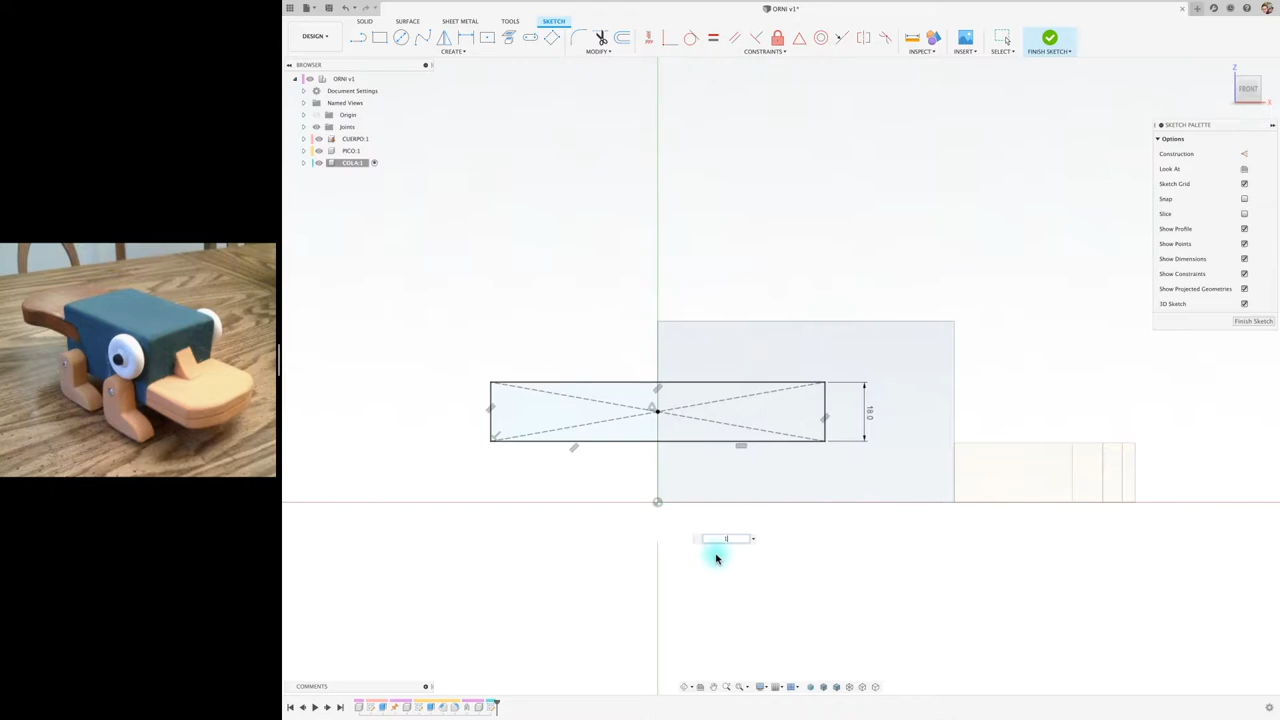 ORNI v1*
DESIGN
SOLID SURFACE SHEET METAL TOOLS SKETCH
CREATE MODIFY CONSTRAINTS INSPECT INSERT SELECT FINISH SKETCH
BROWSER
ORNI v1
Document Settings
Named Views
Origin
Joints
CUERPO:1
PICO:1
COLA:1
Z
FRONT
X
SKETCH PALETTE
Options
Construction
Look At
Sketch Grid
Snap
Slice
Show Profile
Show Points
Show Dimensions
Show Constraints
Show Projected Geometries
3D Sketch
Finish Sketch
18.0
1
COMMENTS